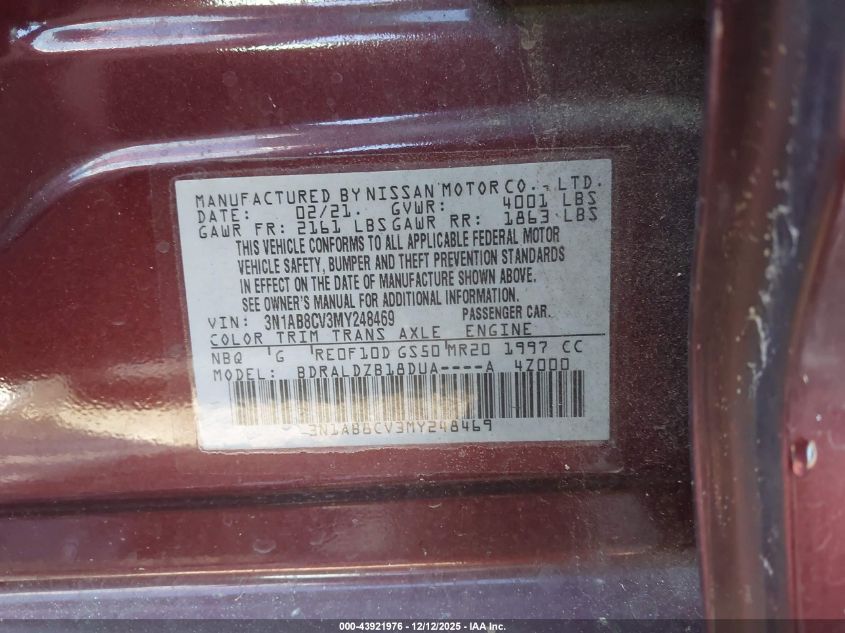 MANUFACTURED BY NISSAN MOTOR CO., LTD.
DATE: 02/21. GVWR: 4001 LBS
GAWR FR: 2161 LBS GAWR RR: 1863 LBS
THIS VEHICLE CONFORMS TO ALL APPLICABLE FEDERAL MOTOR
VEHICLE SAFETY, BUMPER AND THEFT PREVENTION STANDARDS
IN EFFECT ON THE DATE OF MANUFACTURE SHOWN ABOVE.
SEE OWNER'S MANUAL FOR ADDITIONAL INFORMATION.
VIN: 3N1AB8CV3MY248469 PASSENGER CAR.
COLOR TRIM TRANS AXLE ENGINE
NBQ G RE0F10D GS50 MR20 1997 CC
MODEL: BDRALDZB18DUA----A 4Z000
3N1AB8CV3MY248469
000-43921976 - 12/12/2025 - IAA Inc.